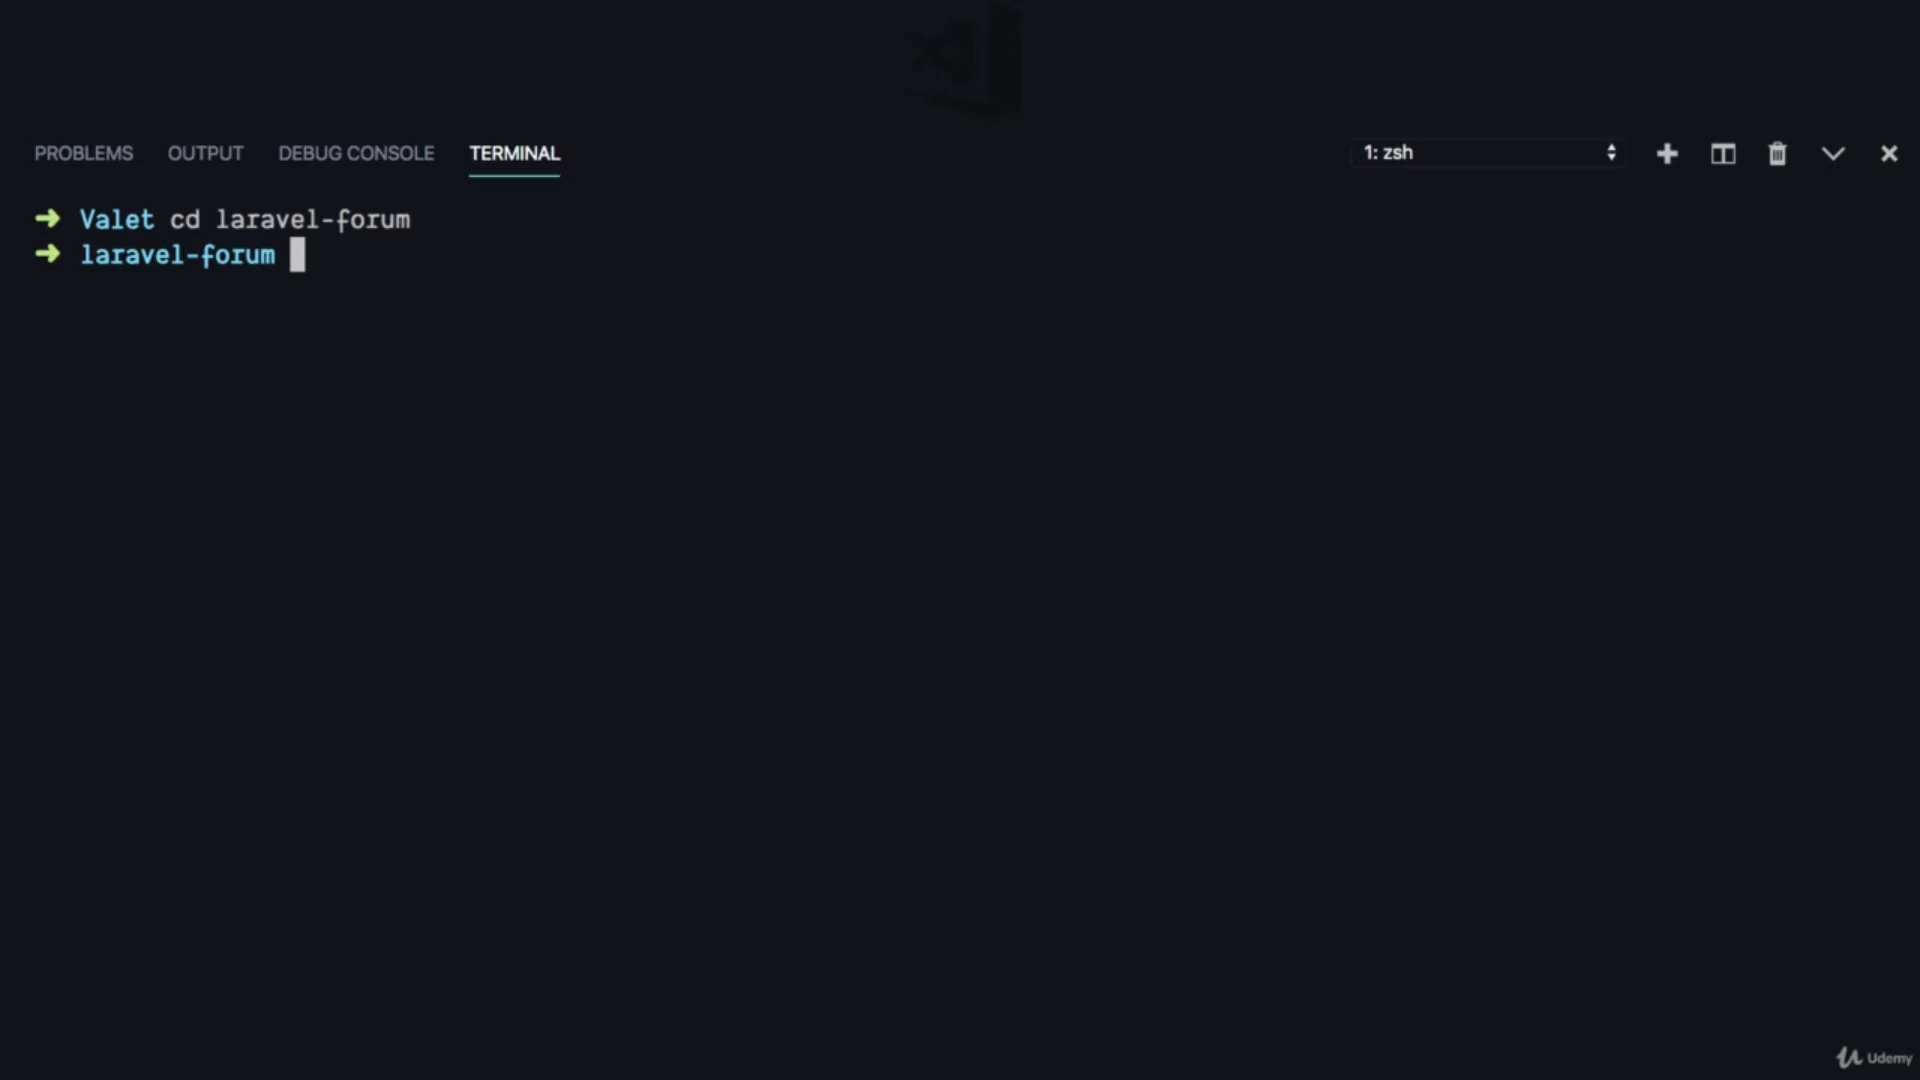 PROBLEMS OUTPUT DEBUG CONSOLE TERMINAL 1: zsh
➜ Valet cd laravel-forum
➜ laravel-forum
Udemy